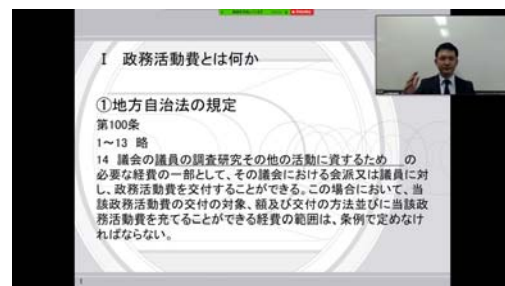 Ⅰ 政務活動費とは何か
①地方自治法の規定
第100条
1～13 略
14 議会の議員の調査研究その他の活動に資するため の
必要な経費の一部として、その議会における会派又は議員に対
し、政務活動費を交付することができる。この場合において、当
該政務活動費の交付の対象、額及び交付の方法並びに当該政
務活動費を充てることができる経費の範囲は、条例で定めなけ
ればならない。